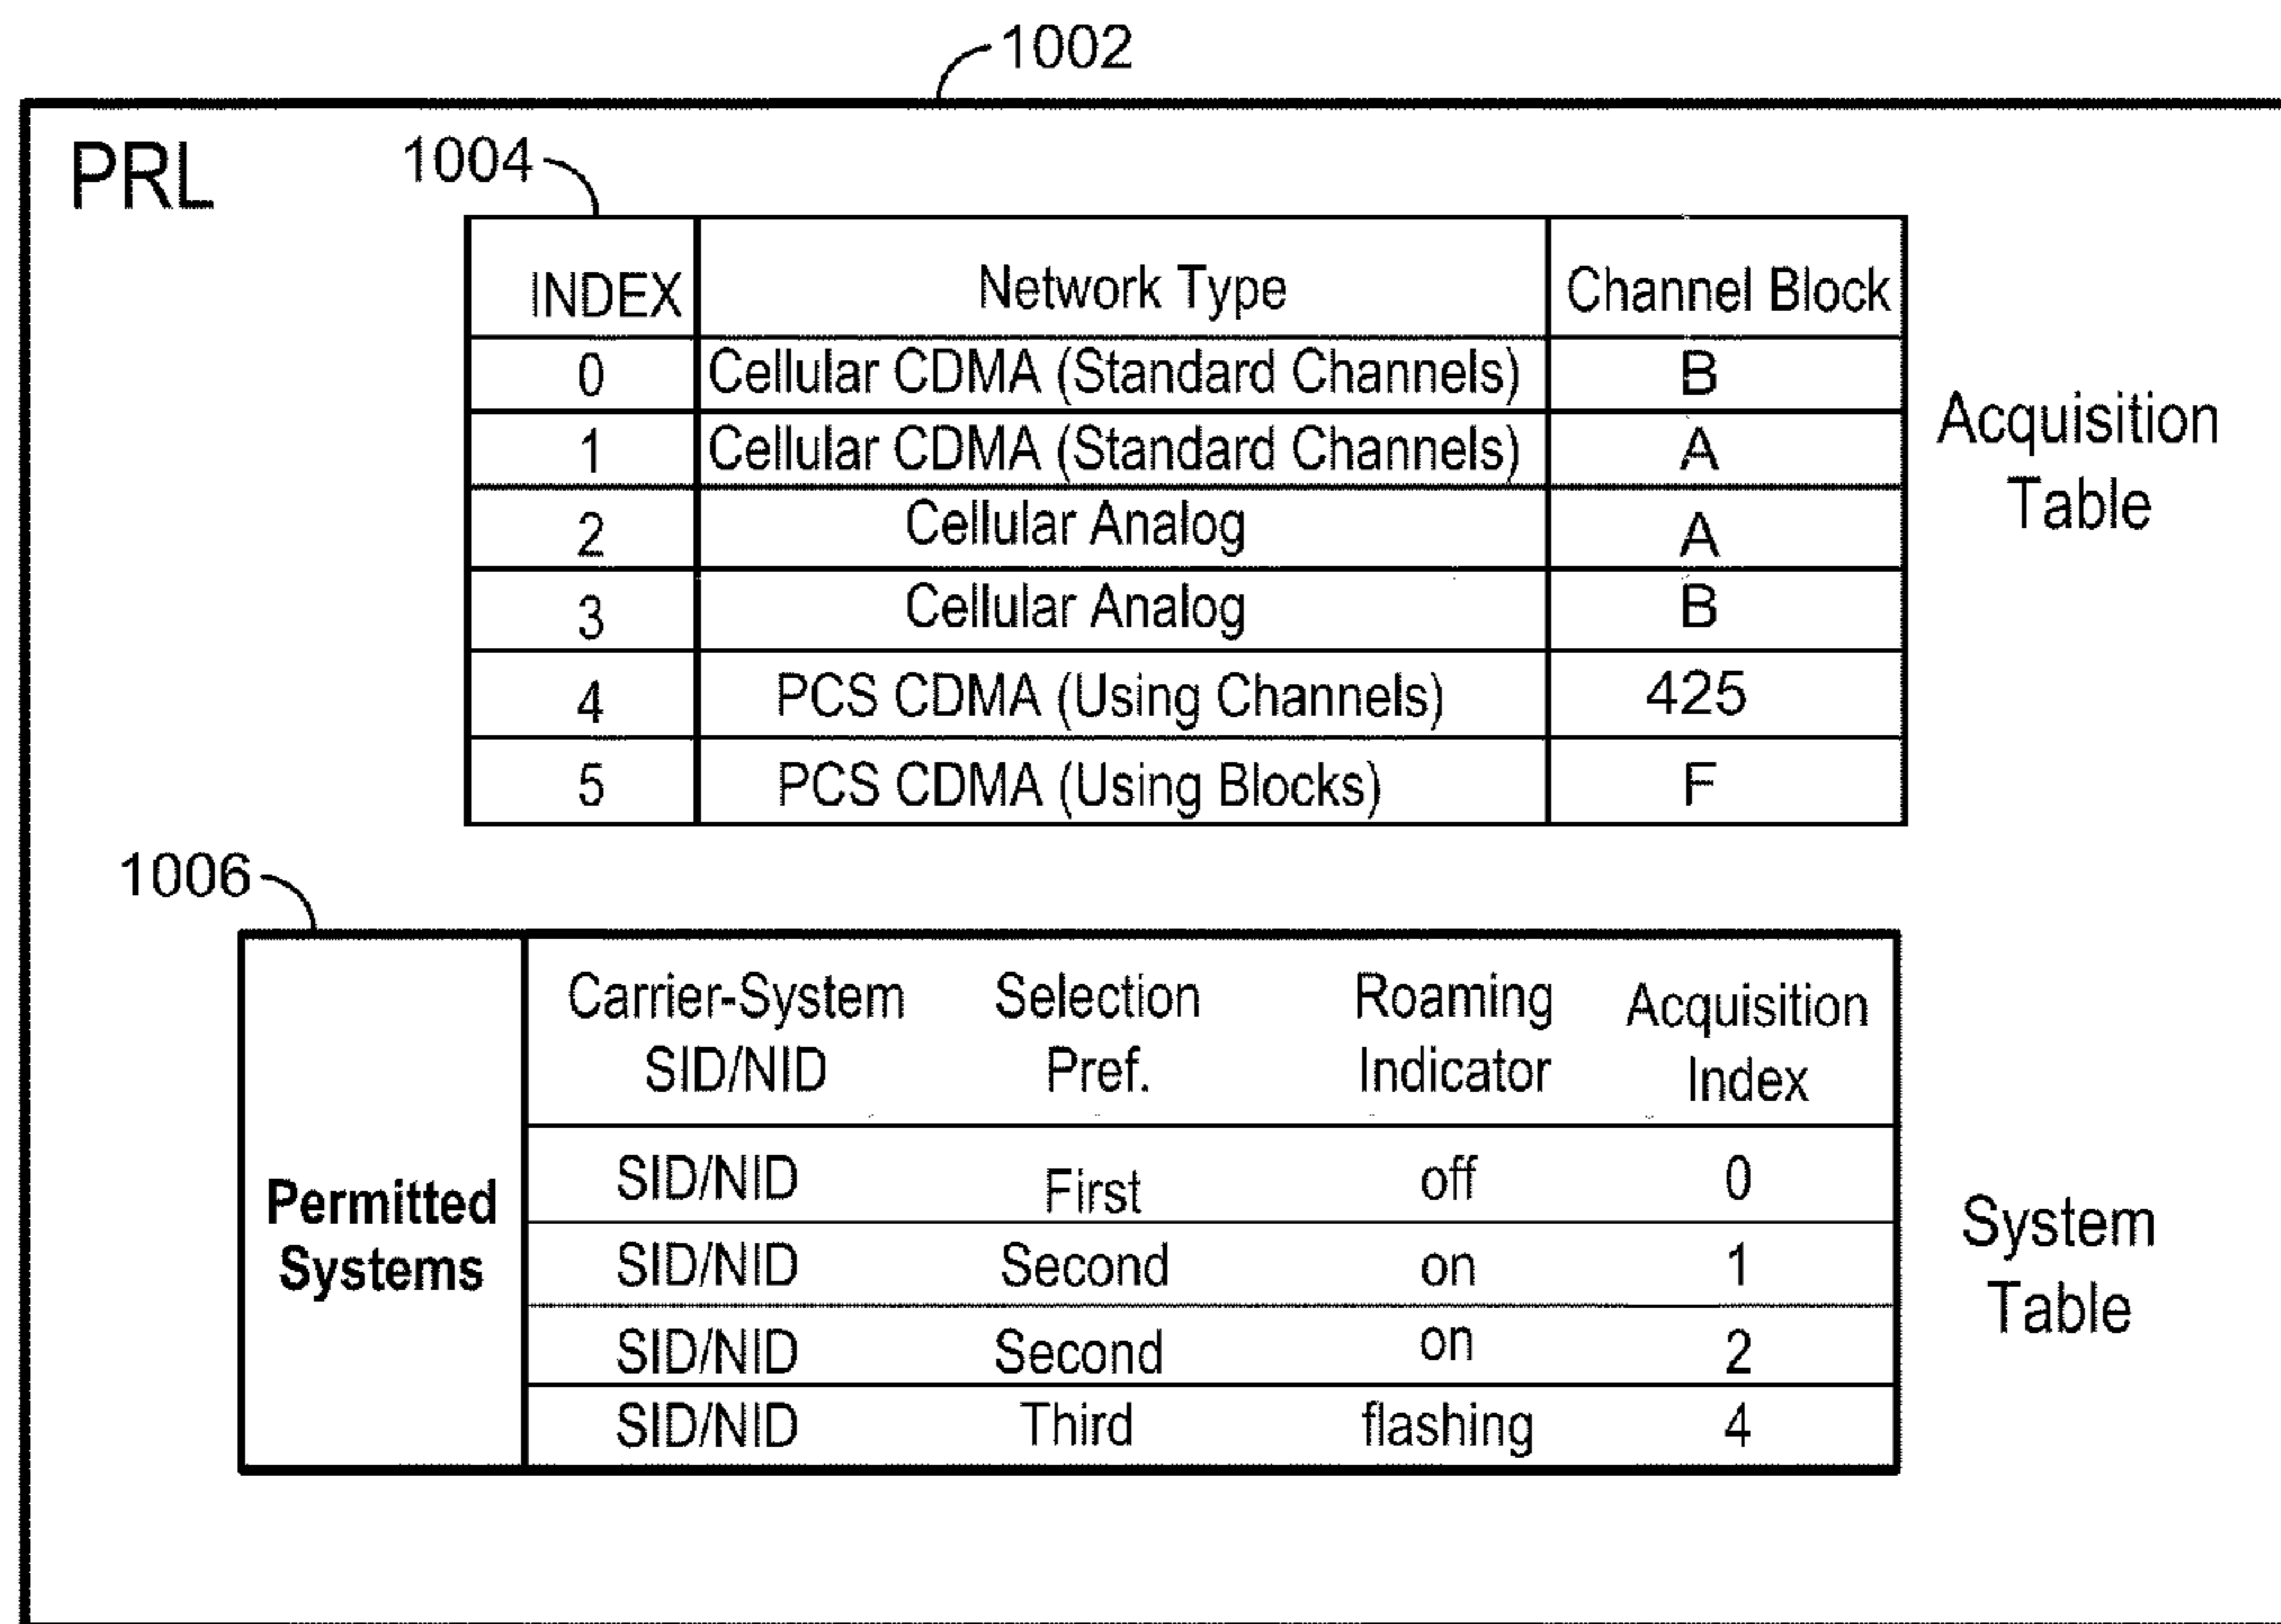 1002
PRL
1004
INDEX Network Type Channel Block
0 Cellular CDMA (Standard Channels) B
1 Cellular CDMA (Standard Channels) A
2 Cellular Analog A
3 Cellular Analog B
4 PCS CDMA (Using Channels) 425
5 PCS CDMA (Using Blocks) F
Acquisition
Table
1006
Permitted
Systems
Carrier-System Selection Roaming Acquisition
SID/NID Pref. Indicator Index
SID/NID First off 0
SID/NID Second on 1
SID/NID Second on 2
SID/NID Third flashing 4
System
Table